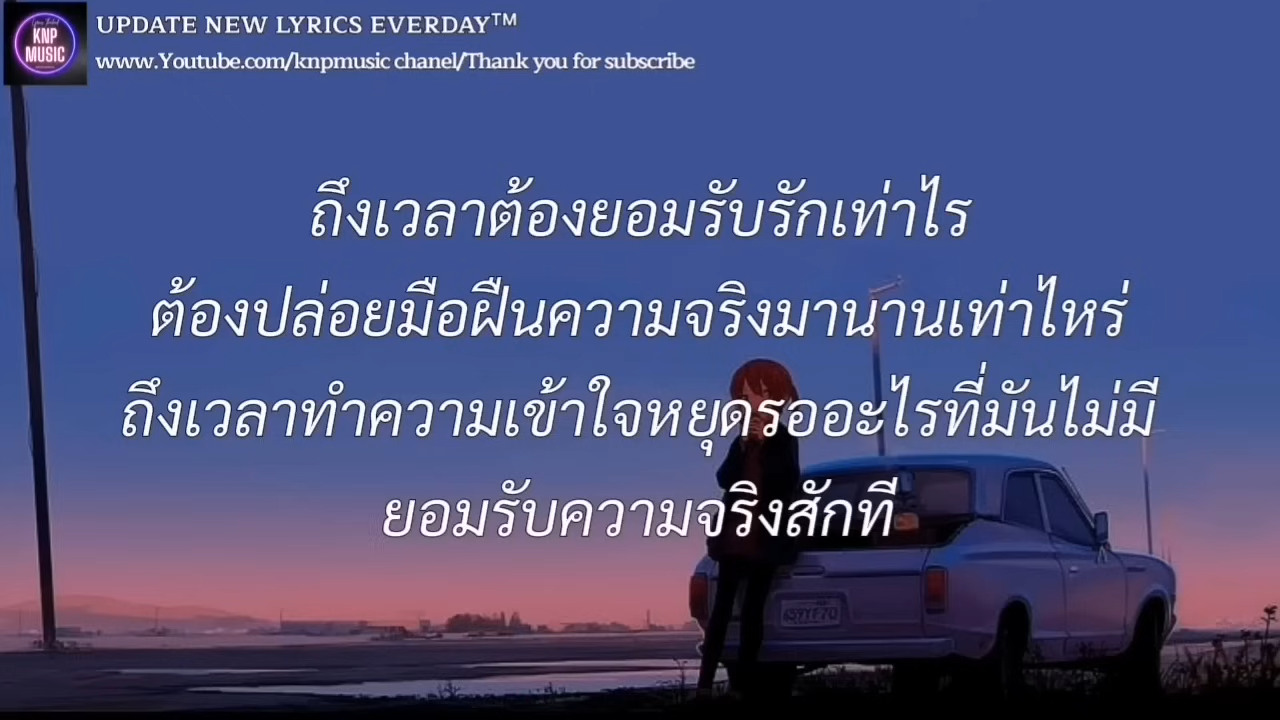 KNP
MUSIC
UPDATE NEW LYRICS EVERDAY™
www.Youtube.com/knpmusic chanel/Thank you for subscribe
ถึงเวลาต้องยอมรับรักเท่าไร
ต้องปล่อยมือฝืนความจริงมานานเท่าไหร่
ถึงเวลาทำความเข้าใจหยุดรออะไรที่มันไม่มี
ยอมรับความจริงสักที